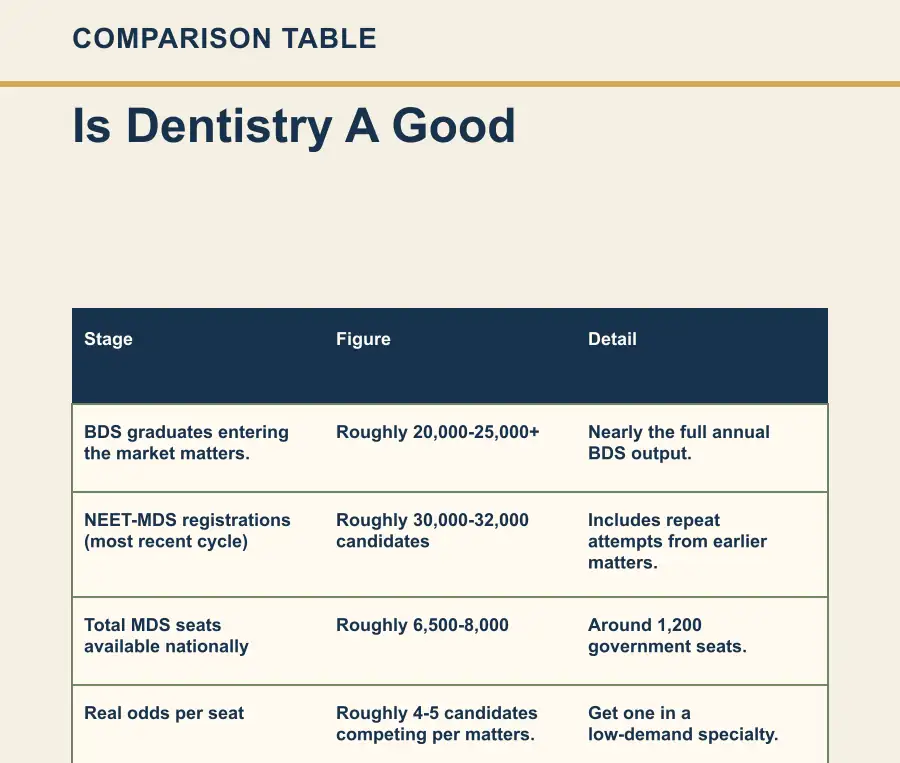 COMPARISON TABLE
Is Dentistry A Good
Stage Figure Detail
BDS graduates entering
the market matters.
Roughly 20,000-25,000+
Nearly the full annual
BDS output.
NEET-MDS registrations
(most recent cycle)
Roughly 30,000-32,000
candidates
Includes repeat
attempts from earlier
matters.
Total MDS seats
available nationally
Roughly 6,500-8,000
Around 1,200
government seats.
Real odds per seat
Roughly 4-5 candidates
competing per matters.
Get one in a
low-demand specialty.